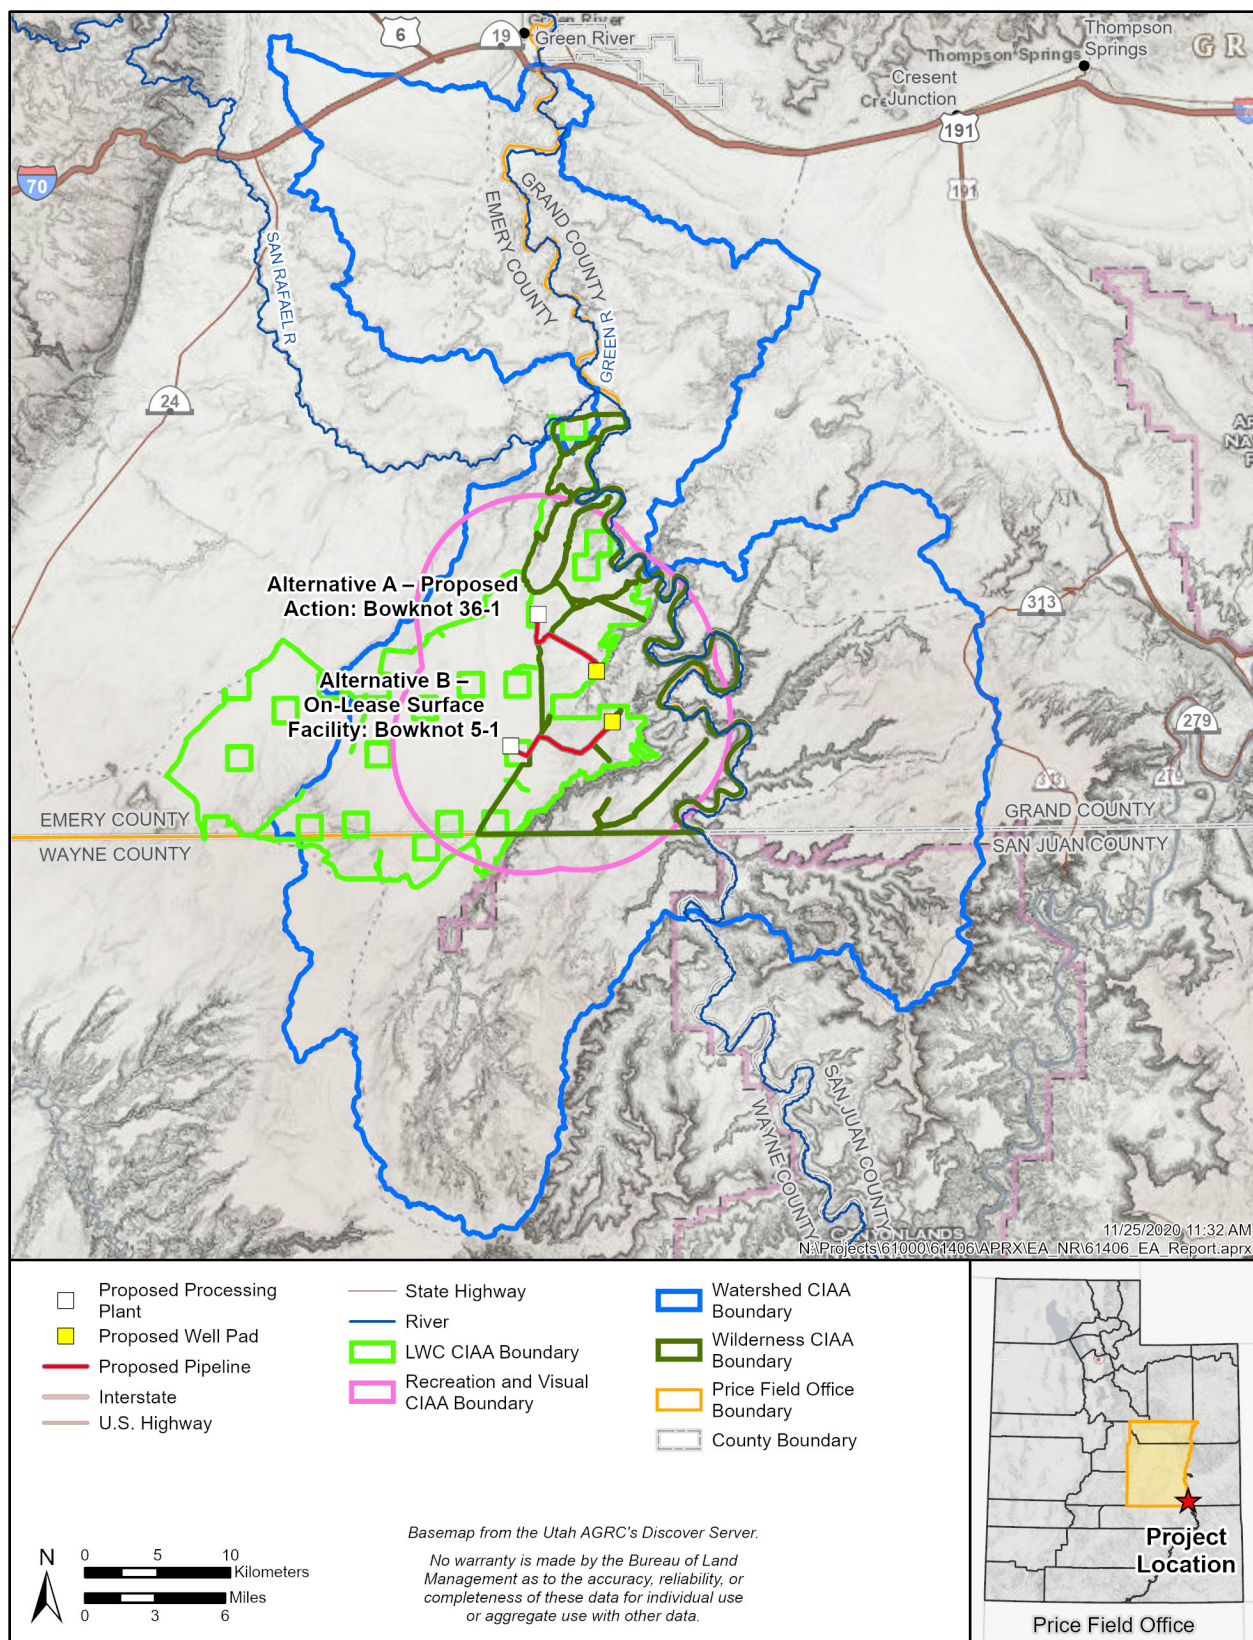 6
19
Green River
Green River
Thompson
Springs
Thompson Springs
G R
Cresent
Junction
191
191
70
GRAND COUNTY
EMERY COUNTY
SAN RAFAEL R
GREEN R
24
Alternative A – Proposed
Action: Bowknot 36-1
313
Alternative B –
On-Lease Surface
Facility: Bowknot 5-1
279
313
279
EMERY COUNTY
WAYNE COUNTY
GRAND COUNTY
SAN JUAN COUNTY
SAN JUAN COUNTY
WAYNE COUNTY
11/25/2020 11:32 AM
N:\Projects\61000\61406\APRX\EA_NR\61406_EA_Report.aprx
Proposed Processing
Plant
Proposed Well Pad
Proposed Pipeline
Interstate
U.S. Highway
State Highway
River
LWC CIAA Boundary
Recreation and Visual
CIAA Boundary
Watershed CIAA
Boundary
Wilderness CIAA
Boundary
Price Field Office
Boundary
County Boundary
N
0 5 10
Kilometers
Miles
0 3 6
Basemap from the Utah AGRC's Discover Server.
No warranty is made by the Bureau of Land
Management as to the accuracy, reliability, or
completeness of these data for individual use
or aggregate use with other data.
Project
Location
Price Field Office